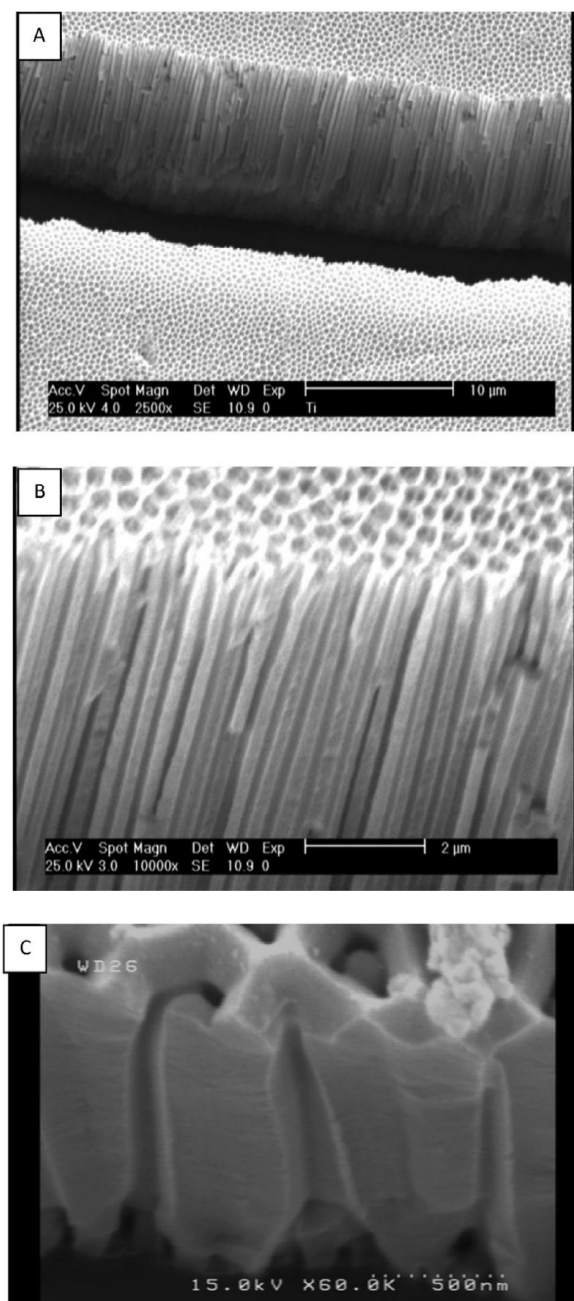 A
Acc.V Spot Magn Det WD Exp 10 µm
25.0 kV 4.0 2500x SE 10.9 0 Ti
B
Acc.V Spot Magn Det WD Exp 2 µm
25.0 kV 3.0 10000x SE 10.9 0
C
WD26
15.0kV X60.0K 500nm